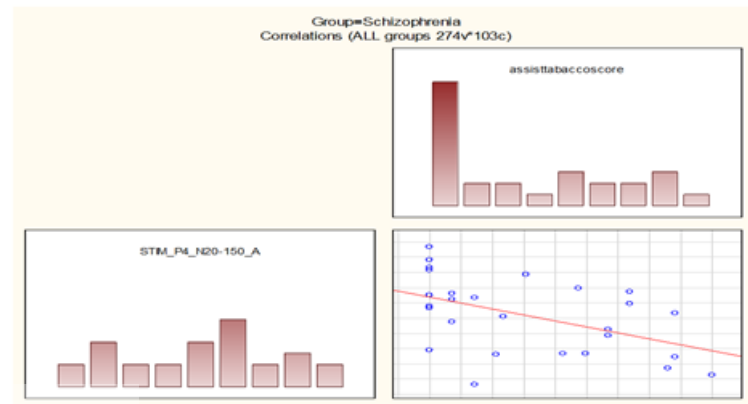 Group=Schizophrenia
Correlations (ALL groups 274v*103c)
assisttabaccoscore
STIM_P4_N20-150_A